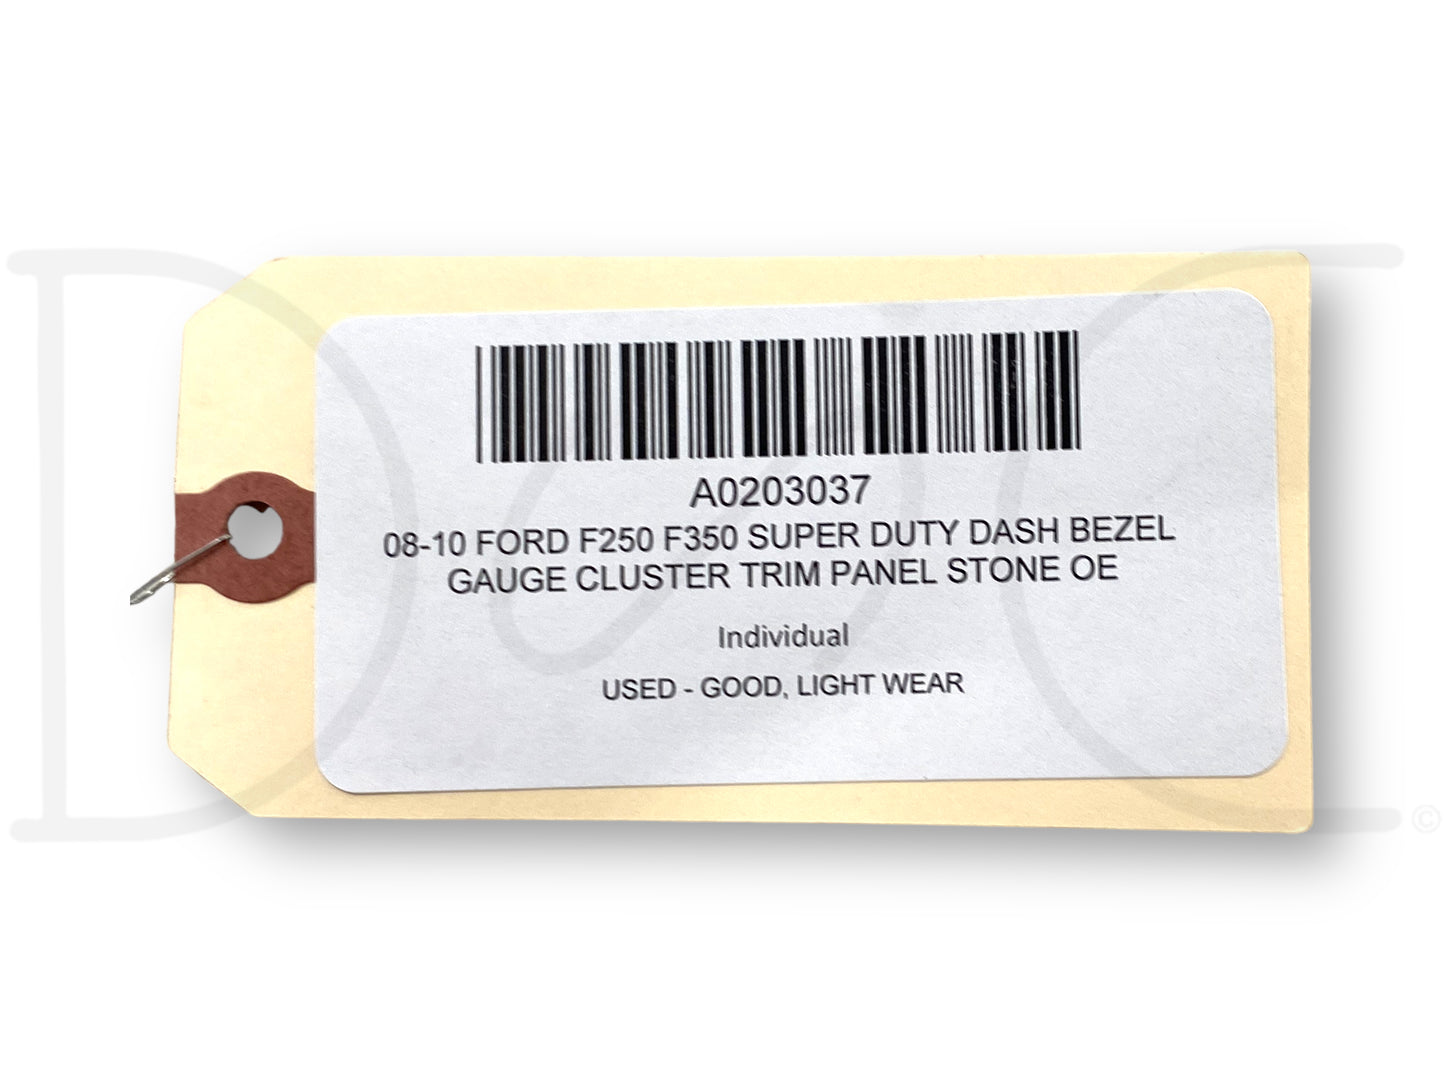 A0203037
08-10 FORD F250 F350 SUPER DUTY DASH BEZEL
GAUGE CLUSTER TRIM PANEL STONE OE
Individual
USED - GOOD, LIGHT WEAR
©